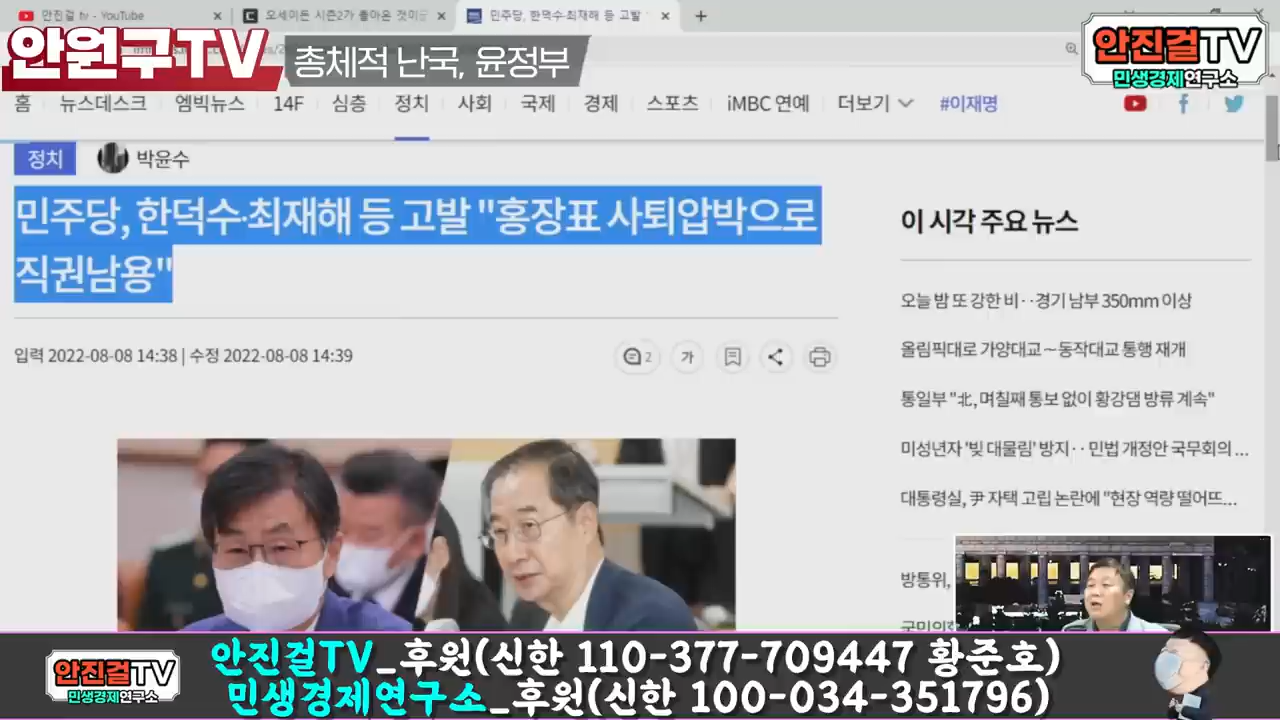 안진걸 tv - YouTube
오세이돈 시즌2가 돌아온 것이
민주당, 한덕수·최재해 등 고발
안원구TV
총체적 난국, 윤정부
안진걸TV
민생경제연구소
홈 뉴스데스크 엠빅뉴스 14F 심층 정치 사회 국제 경제 스포츠 iMBC 연예 더보기 #이재명
정치 박윤수
민주당, 한덕수·최재해 등 고발 "홍장표 사퇴압박으로
직권남용"
입력 2022-08-08 14:38 | 수정 2022-08-08 14:39
2 가
이 시각 주요 뉴스
오늘 밤 또 강한 비‥경기 남부 350mm 이상
올림픽대로 가양대교~동작대교 통행 재개
통일부 "北, 며칠째 통보 없이 황강댐 방류 계속"
미성년자 '빚 대물림' 방지‥민법 개정안 국무회의 ...
대통령실, 尹 자택 고립 논란에 "현장 역량 떨어뜨...
방통위,
안진걸TV
민생경제연구소
안진걸TV_후원(신한 110-377-709447 황준호)
민생경제연구소_후원(신한 100-034-351796)